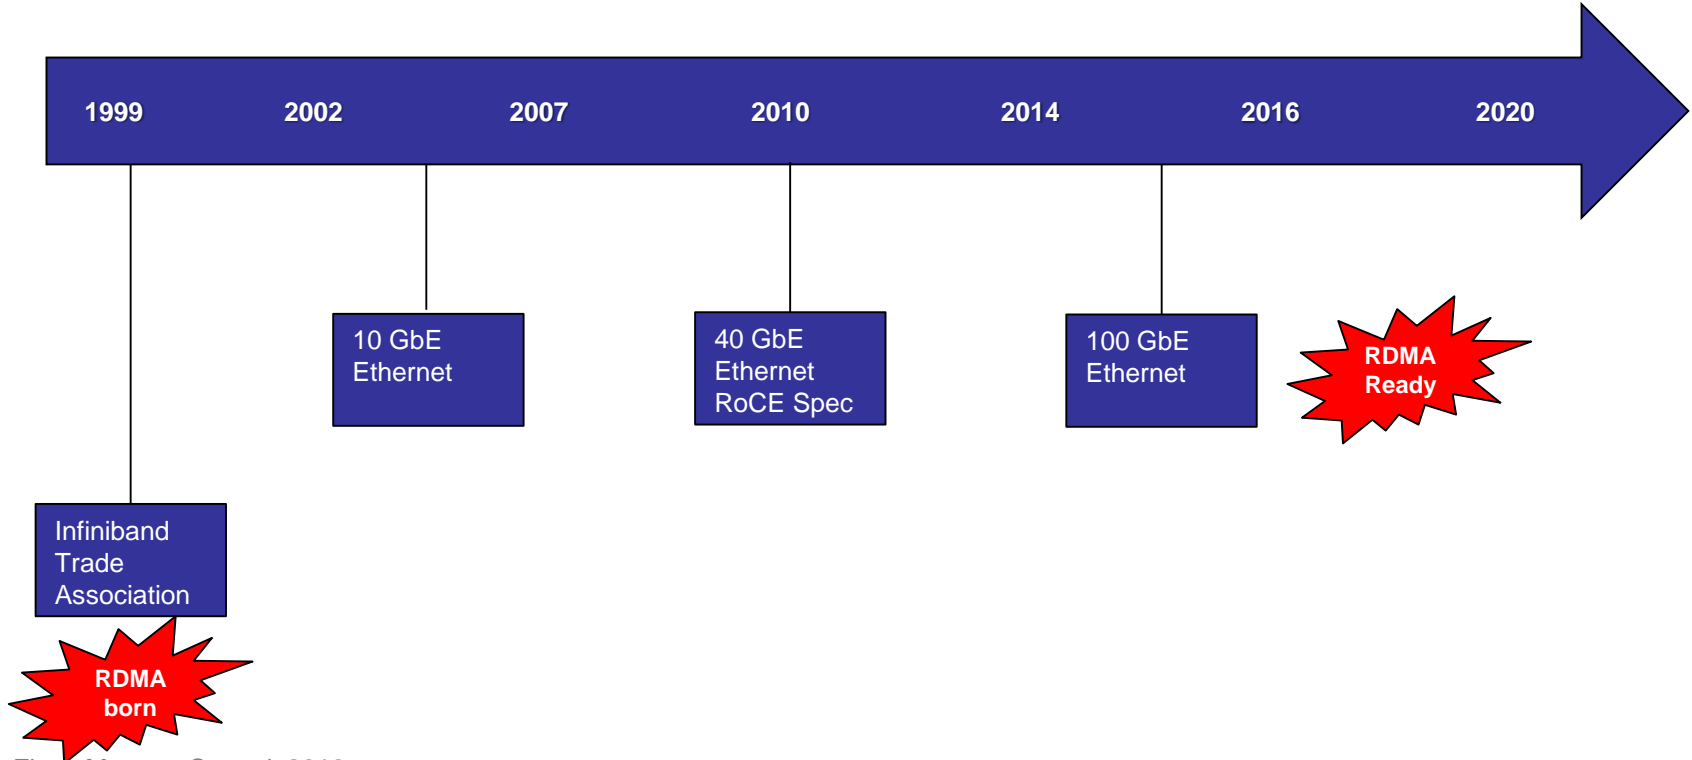 1999 2002 2007 2010 2014 2016 2020
10 GbE
Ethernet
40 GbE
Ethernet
RoCE Spec
100 GbE
Ethernet
RDMA
Ready
Infiniband
Trade
Association
RDMA
born